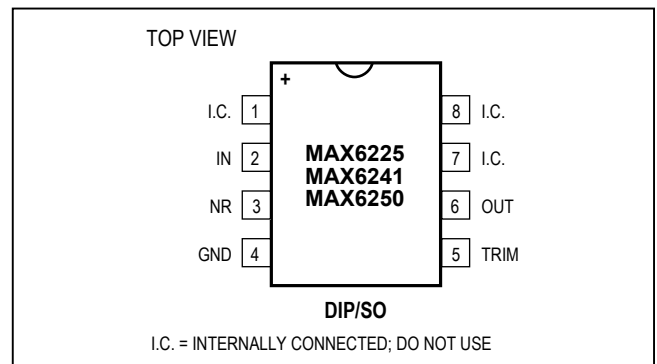 TOP VIEW
+
I.C. 1
8 I.C.
IN 2
7 I.C.
NR 3
6 OUT
GND 4
5 TRIM
MAX6225
MAX6241
MAX6250
DIP/SO
I.C. = INTERNALLY CONNECTED; DO NOT USE